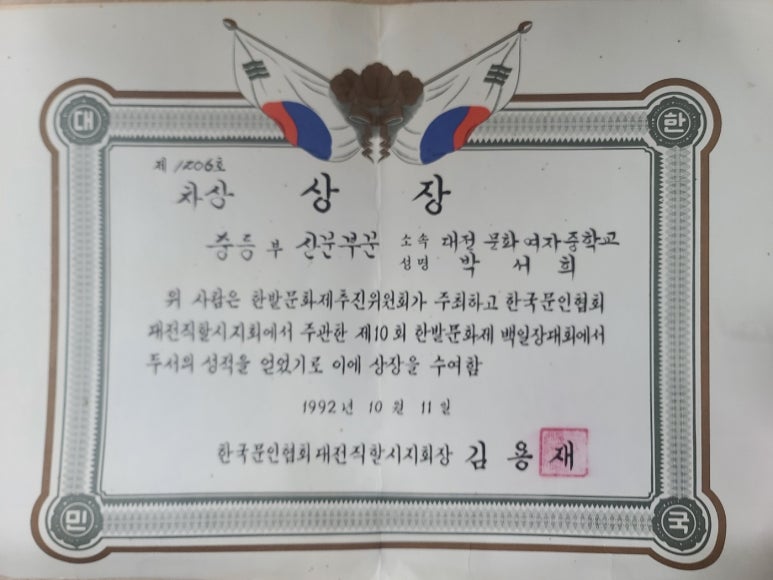 대 한
제 1206호
차상 상 장
중등부 산문부문 소속 대전 문화여자중학교
성명 박서희
위 사람은 한밭문화제추진위원회가 주최하고 한국문인협회
대전직할시지회에서 주관한 제10회 한밭문화제 백일장대회에서
두서의 성적을 얻었기로 이에 상장을 수여함
1992년 10월 11일
한국문인협회대전직할시지회장 김용재
민 국